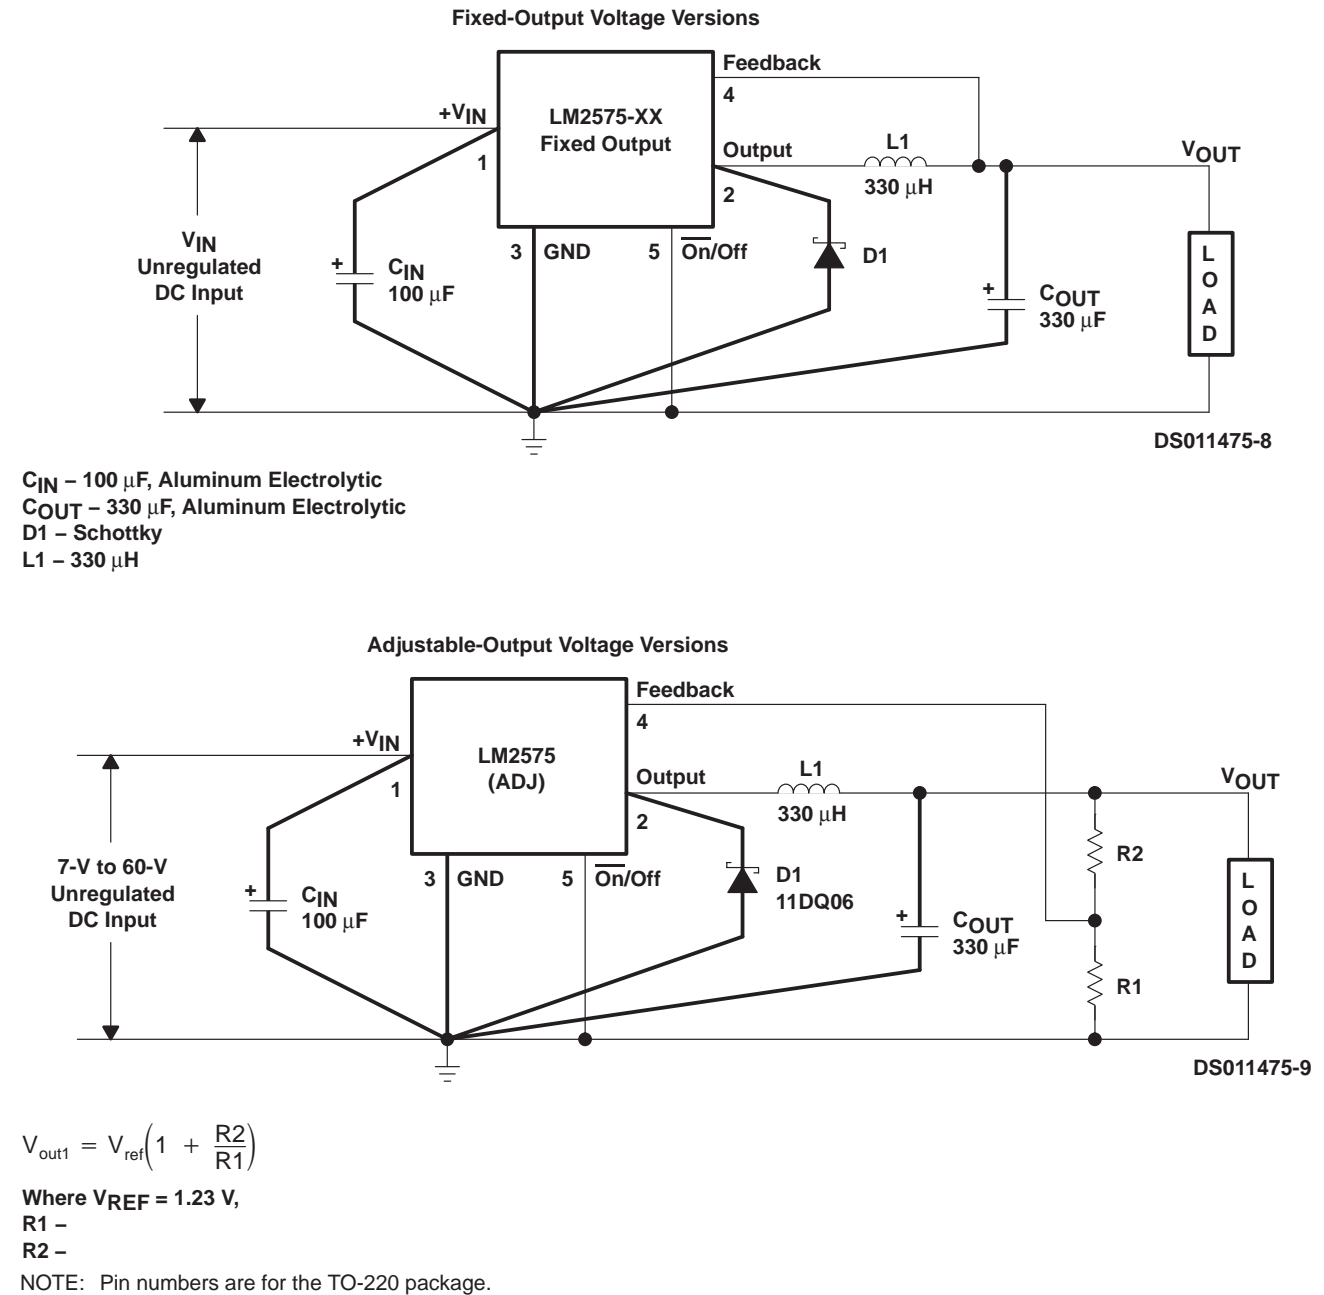 Fixed-Output Voltage Versions
Feedback
4
+VIN
1
LM2575-XX
Fixed Output
Output
2
L1
330 μH
VOUT
3 GND
5 On/Off
VIN
Unregulated
DC Input
+
CIN
100 μF
D1
+
COUT
330 μF
L
O
A
D
DS011475-8
CIN – 100 μF, Aluminum Electrolytic
COUT – 330 μF, Aluminum Electrolytic
D1 – Schottky
L1 – 330 μH
Adjustable-Output Voltage Versions
Feedback
4
+VIN
1
LM2575
(ADJ)
Output
2
L1
330 μH
VOUT
3 GND
5 On/Off
7-V to 60-V
Unregulated
DC Input
+
CIN
100 μF
D1
11DQ06
+
COUT
330 μF
R2
R1
L
O
A
D
DS011475-9
Vout1 = Vref(1 + R2/R1)
Where VREF = 1.23 V,
R1 –
R2 –
NOTE: Pin numbers are for the TO-220 package.